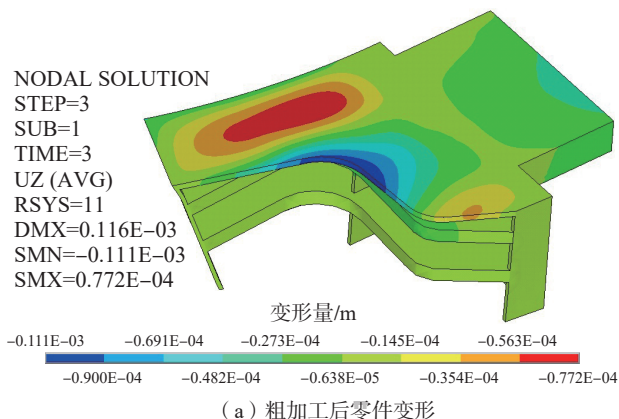 NODAL SOLUTION
STEP=3
SUB=1
TIME=3
UZ (AVG)
RSYS=11
DMX=0.116E−03
SMN=−0.111E−03
SMX=0.772E−04
变形量/m
−0.111E−03 −0.691E−04 −0.273E−04 −0.145E−04 −0.563E−04
−0.900E−04 −0.482E−04 −0.638E−05 −0.354E−04 −0.772E−04
（a）粗加工后零件变形